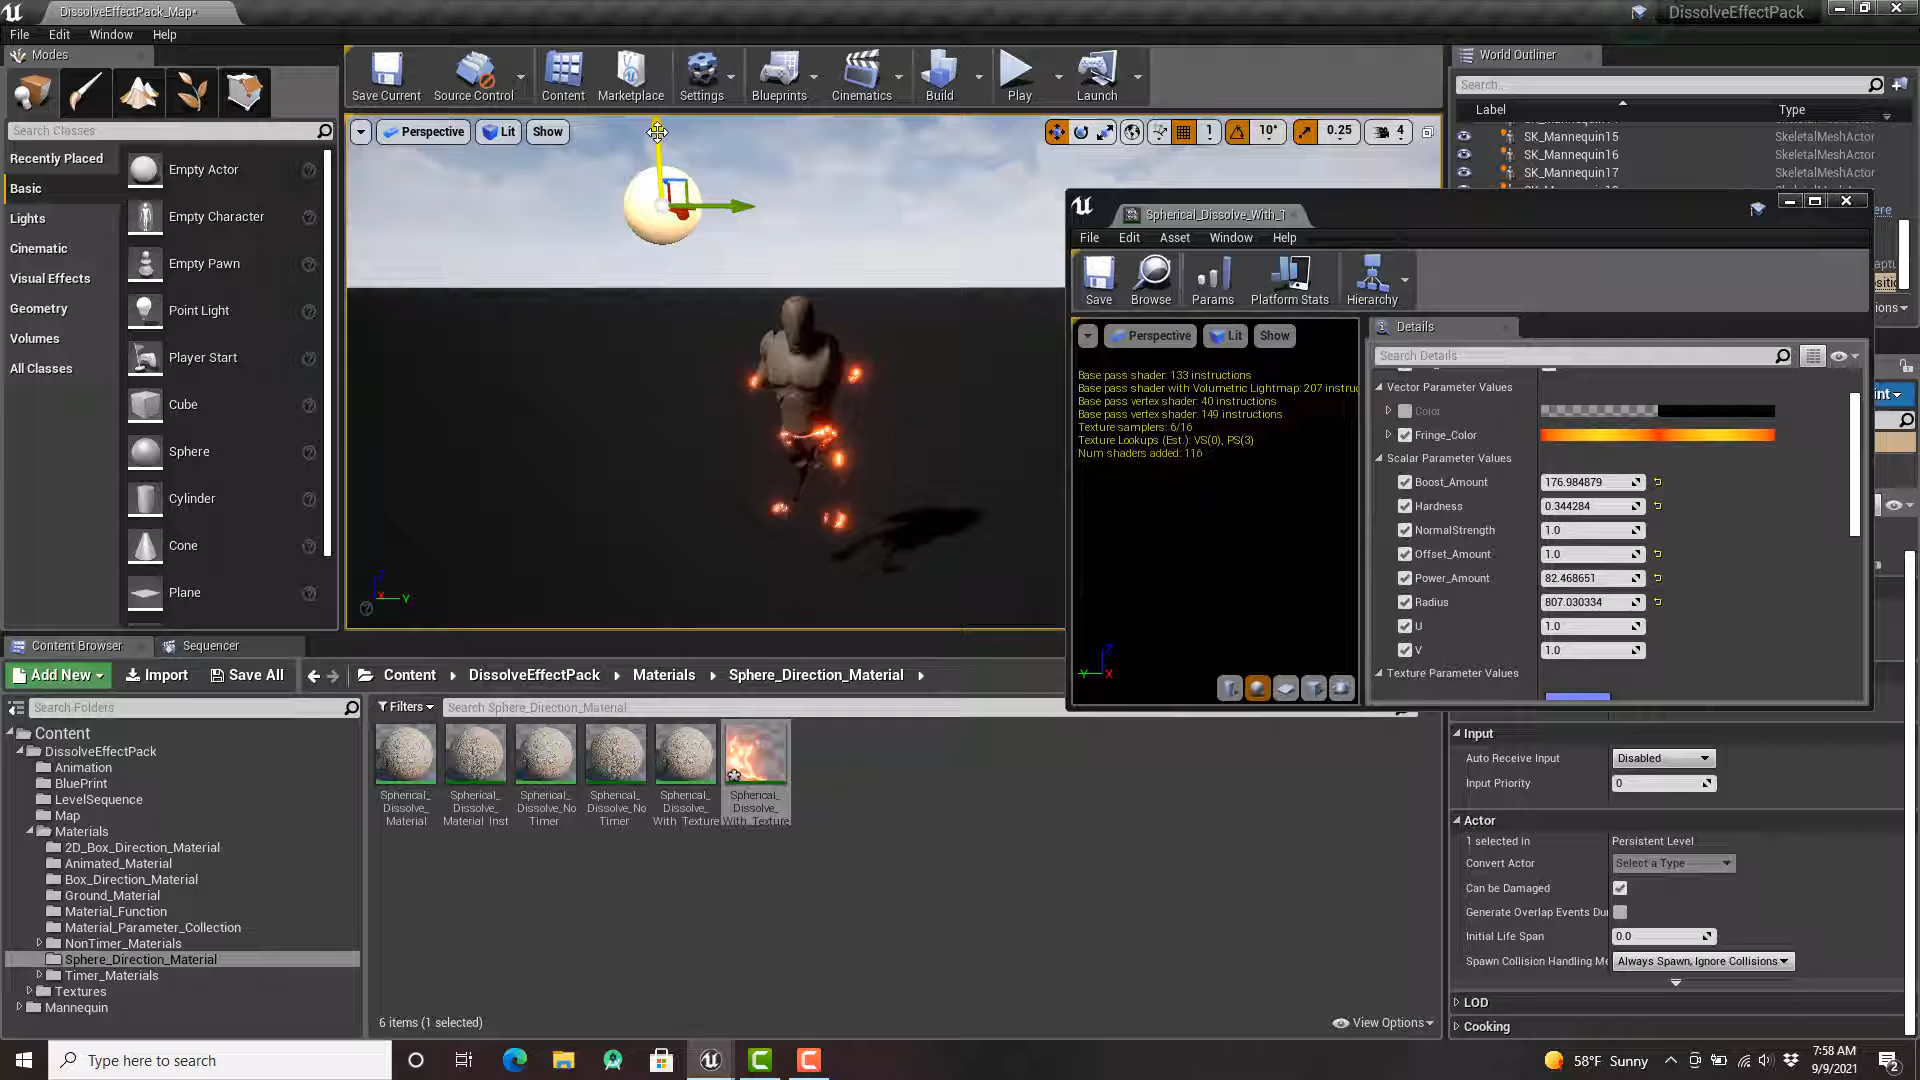 DissolveEffectPack_Map*
DissolveEffectPack
File Edit Window Help
Modes
Search Classes
Recently Placed
Basic
Lights
Cinematic
Visual Effects
Geometry
Volumes
All Classes
Empty Actor
Empty Character
Empty Pawn
Point Light
Player Start
Cube
Sphere
Cylinder
Cone
Plane
Save Current
Source Control
Content
Marketplace
Settings
Blueprints
Cinematics
Build
Play
Launch
Perspective Lit Show
1 10° 0.25 4
Z
X Y
World Outliner
Search...
Label Type
SK_Mannequin15 SkeletalMeshActor
SK_Mannequin16 SkeletalMeshActor
SK_Mannequin17 SkeletalMeshActor
Spherical_Dissolve_With_T
File Edit Asset Window Help
Save Browse Params Platform Stats Hierarchy
Perspective Lit Show
Base pass shader: 133 instructions
Base pass shader with Volumetric Lightmap: 207 instruc
Base pass vertex shader: 40 instructions
Base pass vertex shader: 149 instructions
Texture samplers: 6/16
Texture Lookups (Est.): VS(0), PS(3)
Num shaders added: 116
Z
Y X
Details
Search Details
Vector Parameter Values
Color
Fringe_Color
Scalar Parameter Values
Boost_Amount 176.984879
Hardness 0.344284
NormalStrength 1.0
Offset_Amount 1.0
Power_Amount 82.468651
Radius 807.030334
U 1.0
V 1.0
Texture Parameter Values
Input
Auto Receive Input Disabled
Input Priority 0
Actor
1 selected in Persistent Level
Convert Actor Select a Type
Can be Damaged
Generate Overlap Events Du
Initial Life Span 0.0
Spawn Collision Handling Me Always Spawn, Ignore Collisions
LOD
Cooking
Content Browser Sequencer
Add New Import Save All Content DissolveEffectPack Materials Sphere_Direction_Material
Search Folders
Filters Search Sphere_Direction_Material
Content
DissolveEffectPack
Animation
BluePrint
LevelSequence
Map
Materials
2D_Box_Direction_Material
Animated_Material
Box_Direction_Material
Ground_Material
Material_Function
Material_Parameter_Collection
NonTimer_Materials
Sphere_Direction_Material
Timer_Materials
Textures
Mannequin
Spherical_
Dissolve_
Material
Spherical_
Dissolve_
Material_Inst
Spherical_
Dissolve_No
Timer
Spherical_
Dissolve_No
Timer
Spherical_
Dissolve_
With_Texture
Spherical_
Dissolve_
With_Texture
6 items (1 selected)
View Options
Type here to search
58°F Sunny
7:58 AM
9/9/2021
2